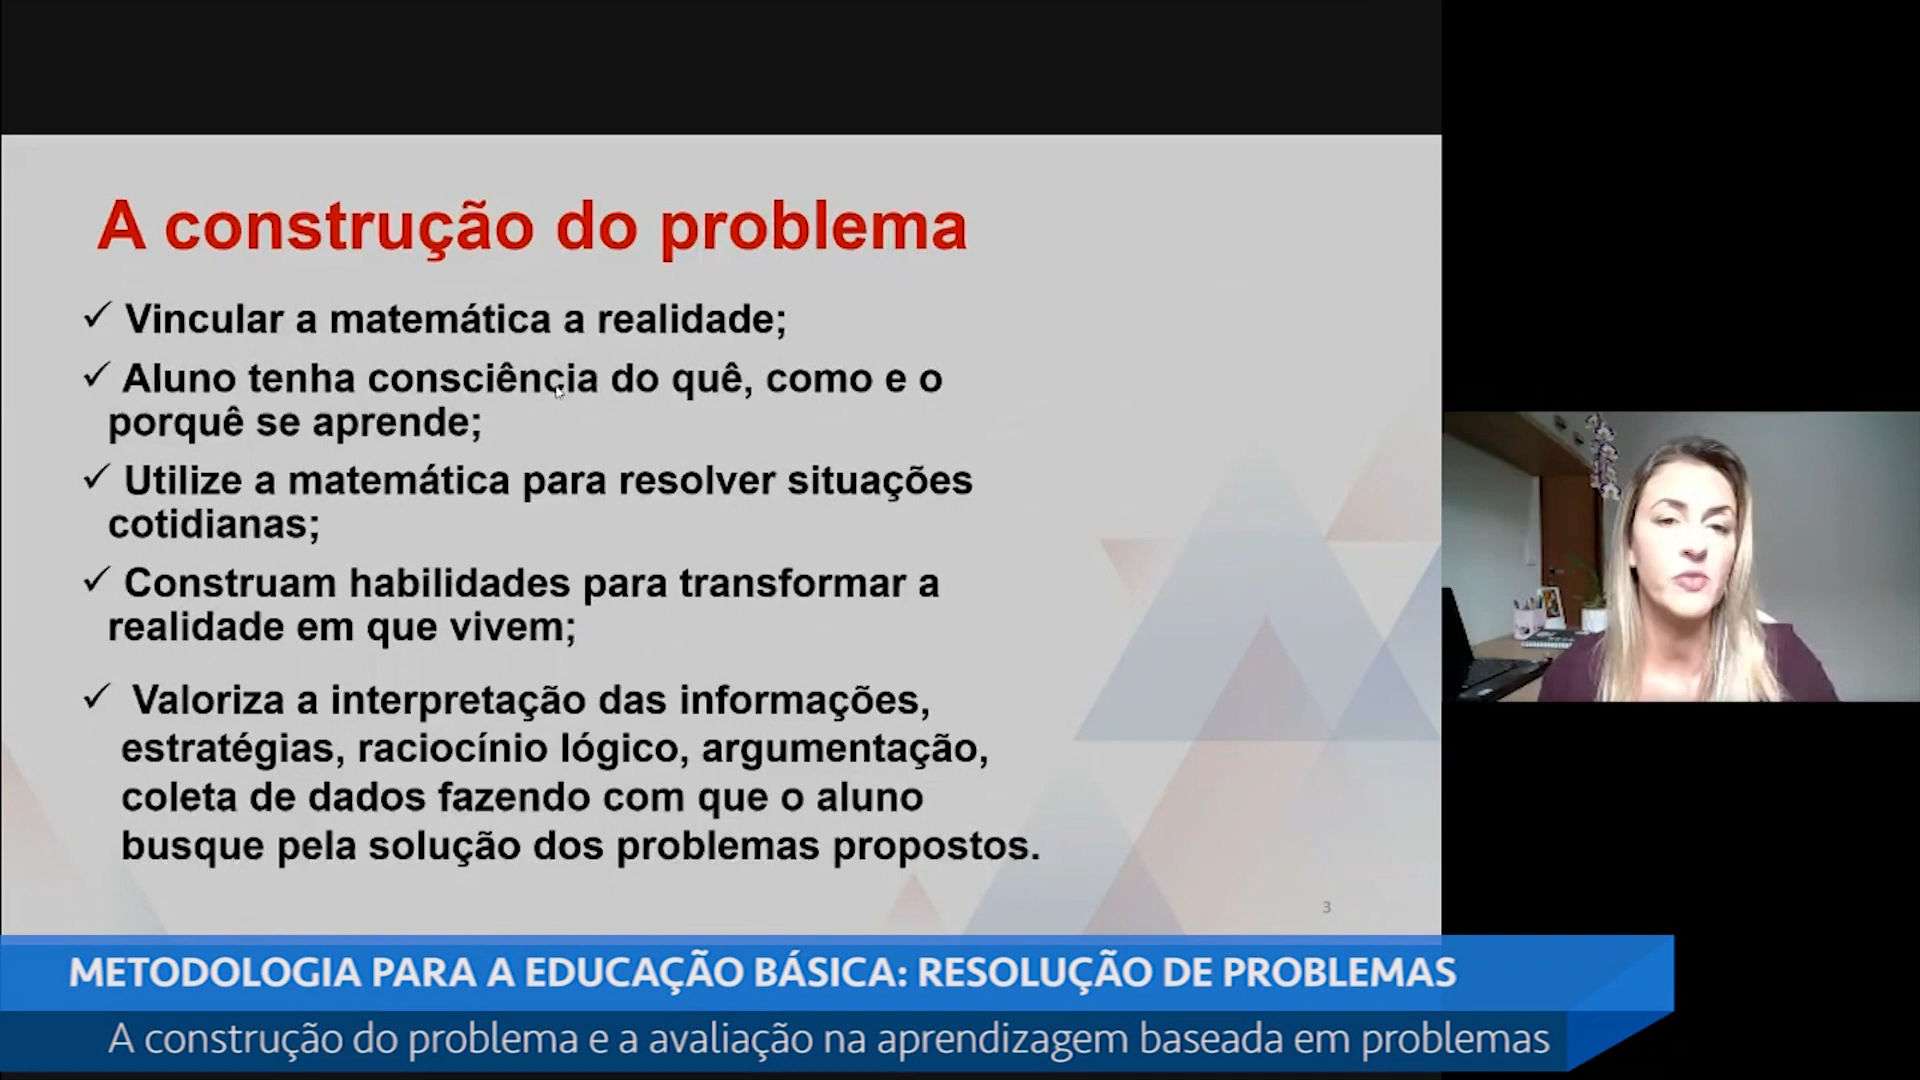 A construção do problema
✓ Vincular a matemática a realidade;
✓ Aluno tenha consciência do quê, como e o
porquê se aprende;
✓ Utilize a matemática para resolver situações
cotidianas;
✓ Construam habilidades para transformar a
realidade em que vivem;
✓ Valoriza a interpretação das informações,
estratégias, raciocínio lógico, argumentação,
coleta de dados fazendo com que o aluno
busque pela solução dos problemas propostos.
3
METODOLOGIA PARA A EDUCAÇÃO BÁSICA: RESOLUÇÃO DE PROBLEMAS
A construção do problema e a avaliação na aprendizagem baseada em problemas